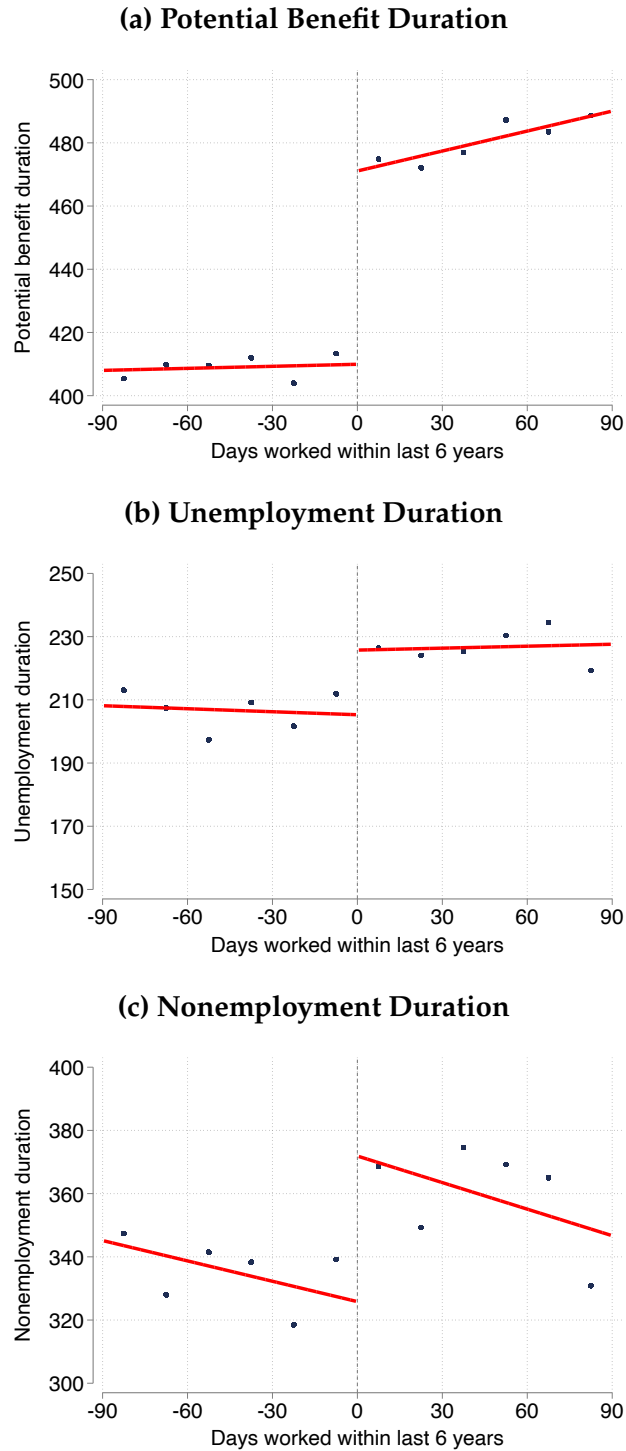 (a) Potential Benefit Duration
Potential benefit duration
500
480
460
440
420
400
-90 -60 -30 0 30 60 90
Days worked within last 6 years
(b) Unemployment Duration
Unemployment duration
250
230
210
190
170
150
-90 -60 -30 0 30 60 90
Days worked within last 6 years
(c) Nonemployment Duration
Nonemployment duration
400
380
360
340
320
300
-90 -60 -30 0 30 60 90
Days worked within last 6 years